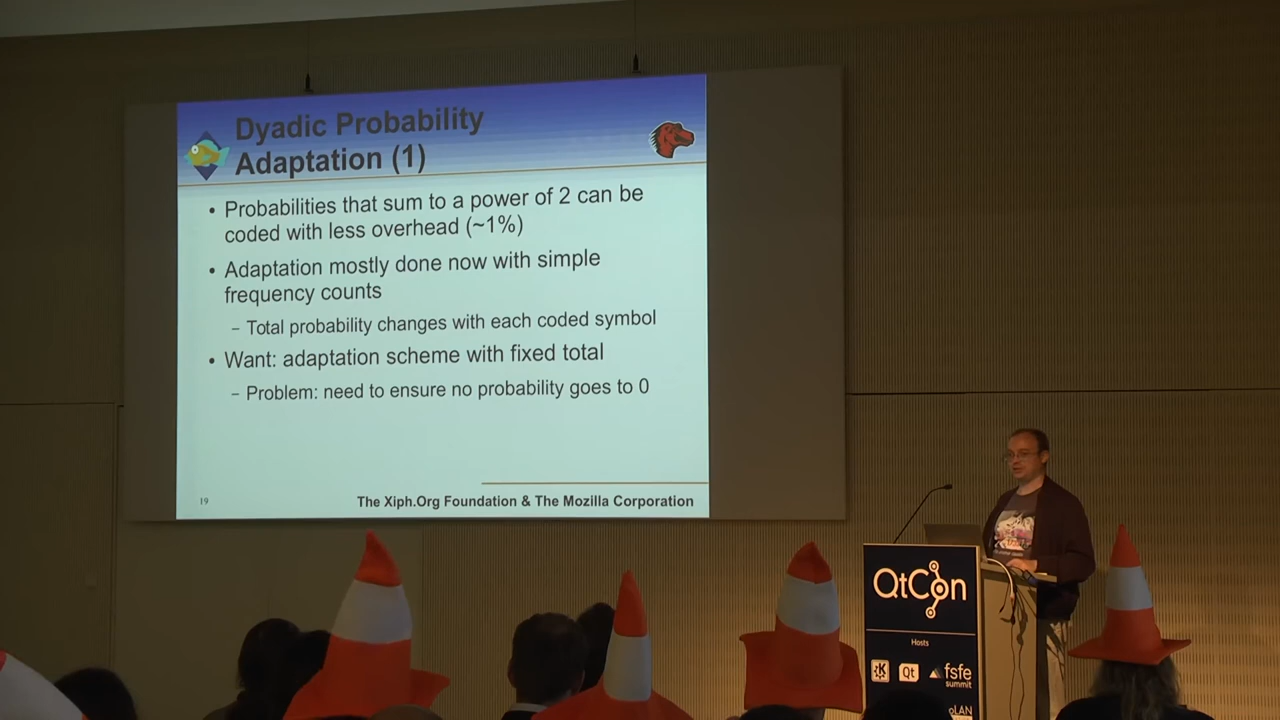 Dyadic Probability
Adaptation (1)
• Probabilities that sum to a power of 2 can be
coded with less overhead (~1%)
• Adaptation mostly done now with simple
frequency counts
– Total probability changes with each coded symbol
• Want: adaptation scheme with fixed total
– Problem: need to ensure no probability goes to 0
19
The Xiph.Org Foundation & The Mozilla Corporation
QtCon
Hosts
K Qt fsfe
summit